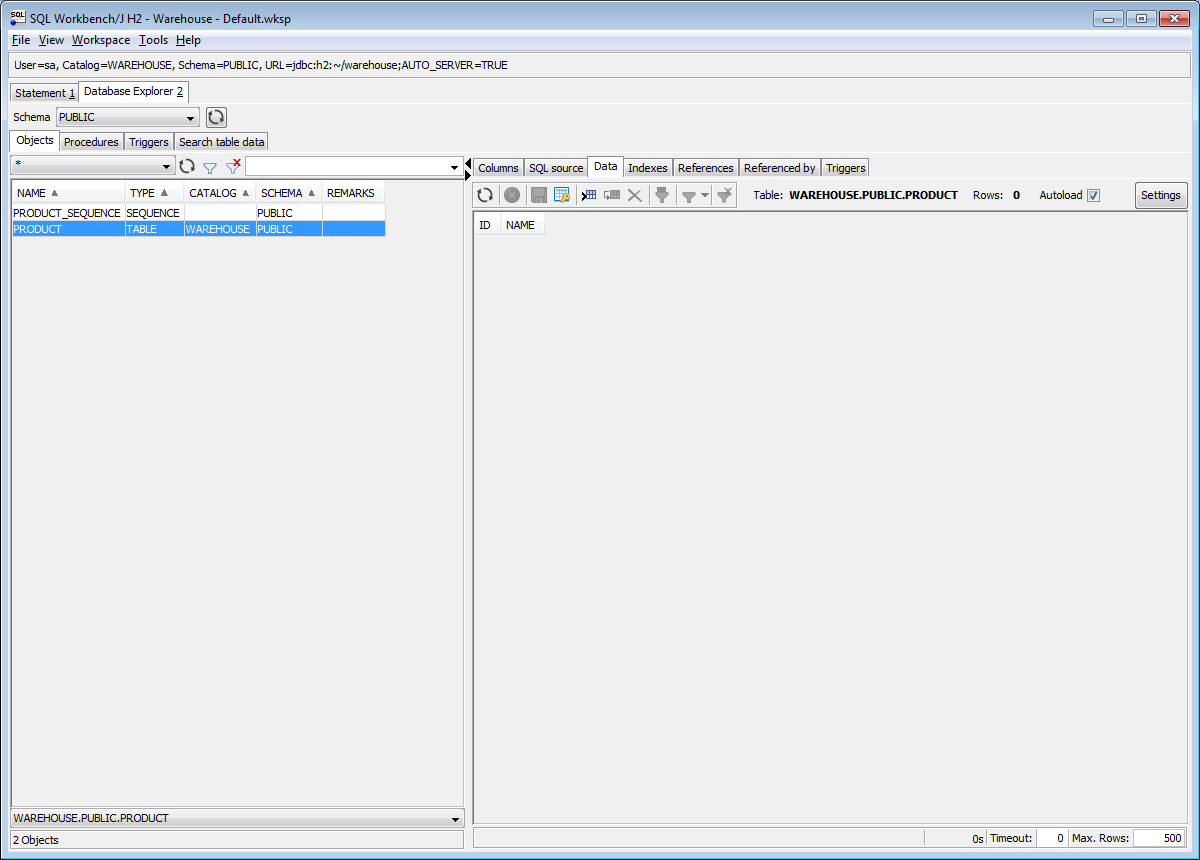 SQL
SQL Workbench/J H2 - Warehouse - Default.wksp
File View Workspace Tools Help
User=sa, Catalog=WAREHOUSE, Schema=PUBLIC, URL=jdbc:h2:~/warehouse;AUTO_SERVER=TRUE
Statement 1 Database Explorer 2
Schema PUBLIC
Objects Procedures Triggers Search table data
*
NAME TYPE CATALOG SCHEMA REMARKS
PRODUCT_SEQUENCE SEQUENCE PUBLIC
PRODUCT TABLE WAREHOUSE PUBLIC
WAREHOUSE.PUBLIC.PRODUCT
2 Objects
Columns SQL source Data Indexes References Referenced by Triggers
Table: WAREHOUSE.PUBLIC.PRODUCT Rows: 0 Autoload Settings
ID NAME
0s Timeout: 0 Max. Rows: 500